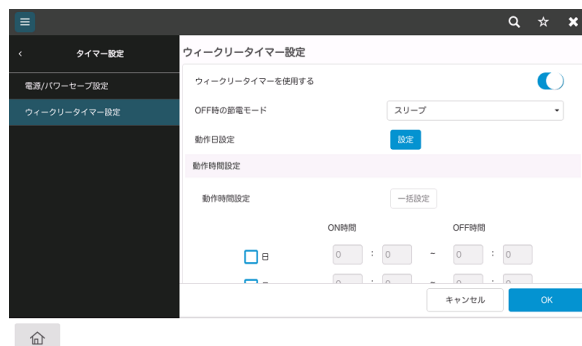 タイマー設定
電源/パワーセーブ設定
ウィークリータイマー設定
ウィークリータイマー設定
ウィークリータイマーを使用する
OFF時の節電モード
スリープ
動作日設定
設定
動作時間設定
動作時間設定
一括設定
ON時間 OFF時間
日 0 : 0 ~ 0 : 0
キャンセル OK